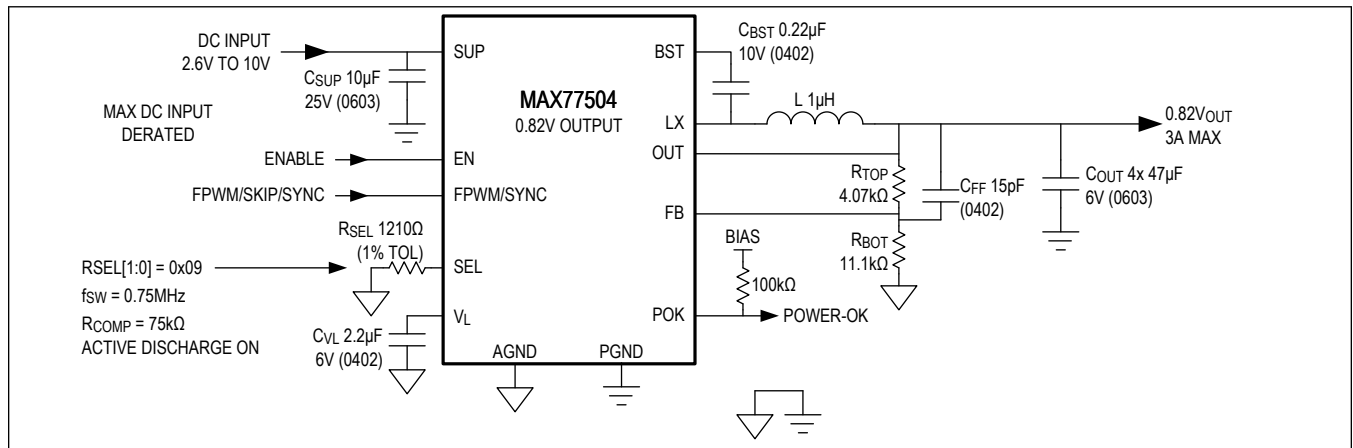 DC INPUT
2.6V TO 10V
CSUP 10µF
25V (0603)
MAX DC INPUT
DERATED
ENABLE
FPWM/SKIP/SYNC
RSEL 1210Ω
(1% TOL)
RSEL[1:0] = 0x09
fSW = 0.75MHz
RCOMP = 75kΩ
ACTIVE DISCHARGE ON
CVL 2.2µF
6V (0402)
SUP
EN
FPWM/SYNC
SEL
VL
AGND
PGND
MAX77504
0.82V OUTPUT
BST
LX
OUT
FB
POK
CBST 0.22µF
10V (0402)
L 1µH
RTOP
4.07kΩ
CFF 15pF
(0402)
RBOT
11.1kΩ
BIAS
100kΩ
POWER-OK
0.82VOUT
3A MAX
COUT 4x 47µF
6V (0603)